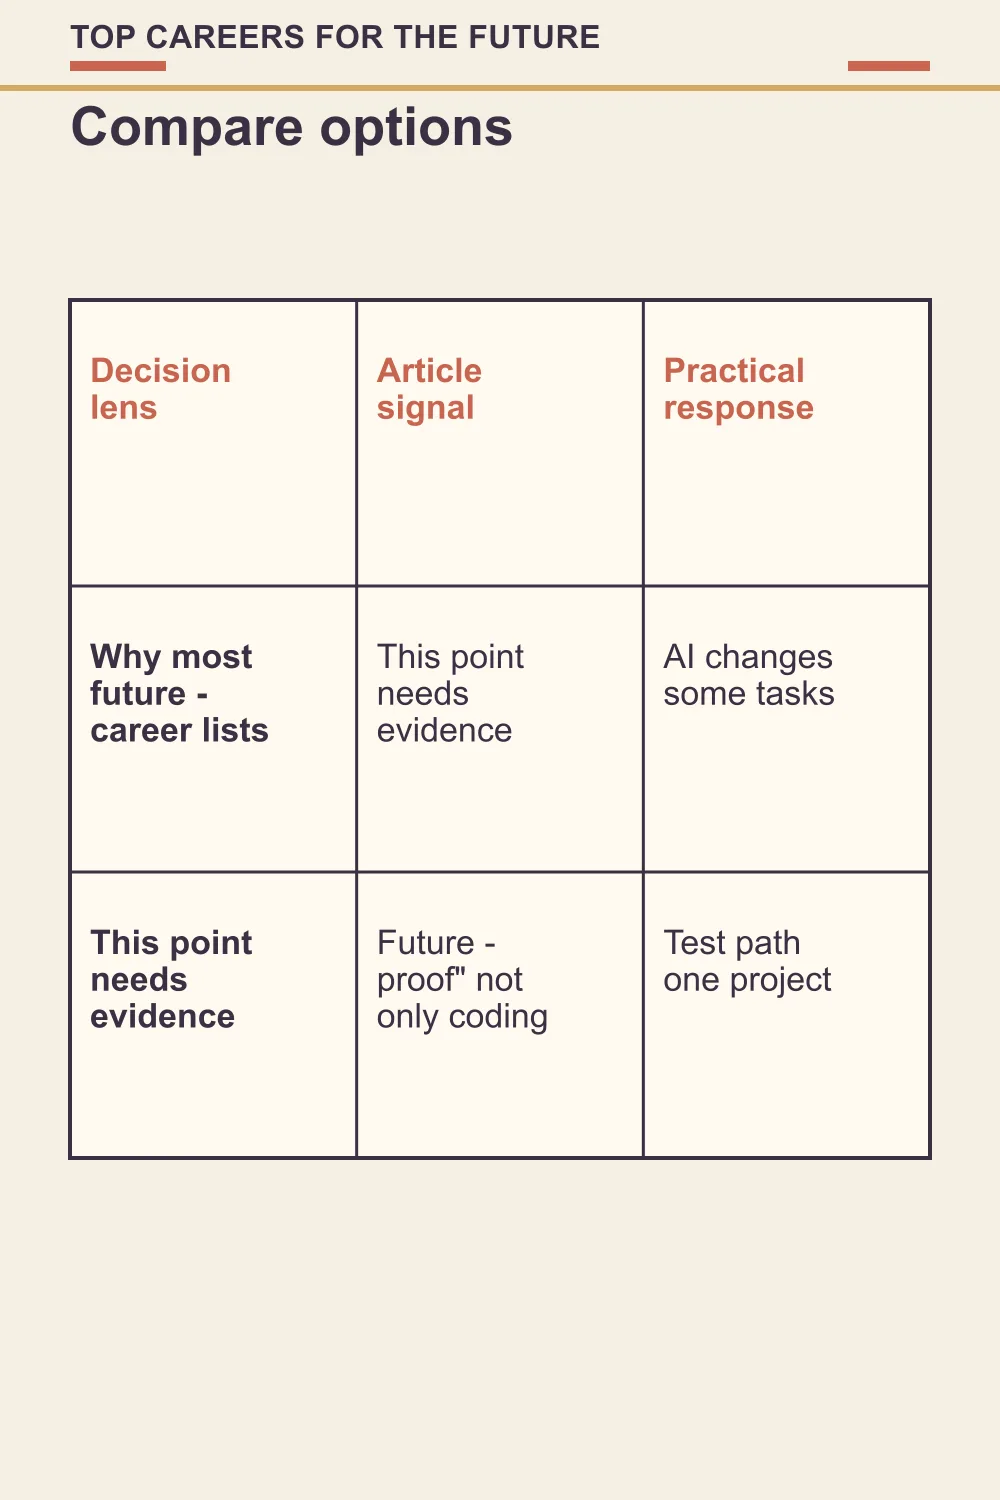 TOP CAREERS FOR THE FUTURE
Compare options
Decision
lens
Article
signal
Practical
response
Why most
future -
career lists
This point
needs
evidence
AI changes
some tasks
This point
needs
evidence
Future -
proof" not
only coding
Test path
one project